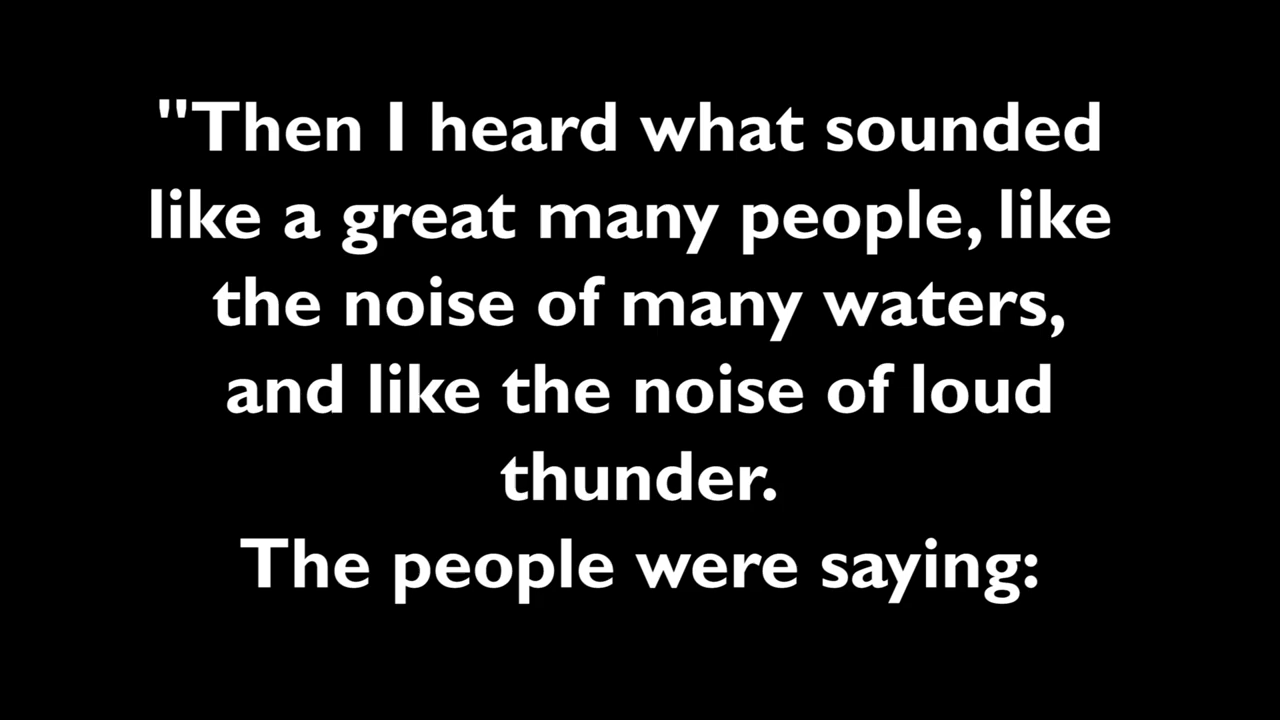 "Then I heard what sounded
like a great many people, like
the noise of many waters,
and like the noise of loud
thunder.
The people were saying: